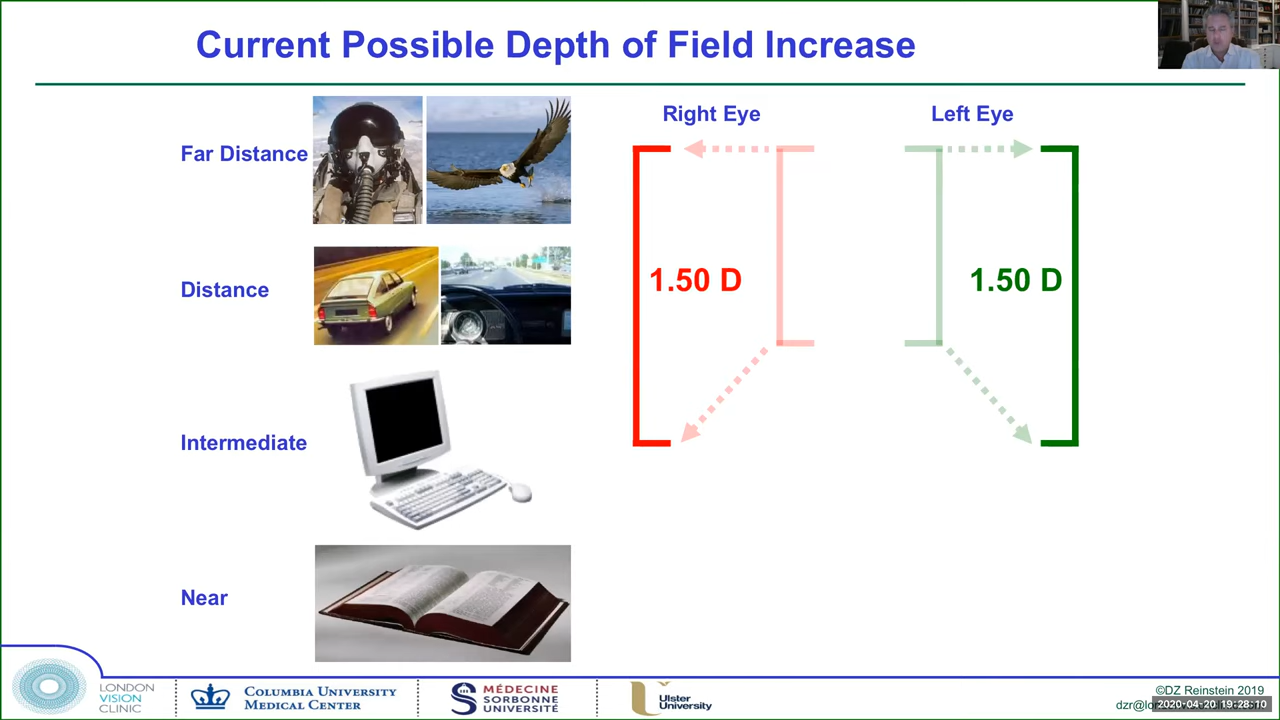 Current Possible Depth of Field Increase
Right Eye
Left Eye
Far Distance
Distance
1.50 D
1.50 D
Intermediate
Near
LONDON
VISION
CLINIC
COLUMBIA UNIVERSITY
MEDICAL CENTER
MÉDECINE
SORBONNE
UNIVERSITÉ
Ulster
University
©DZ Reinstein 2019
2020-04-20 19:28:10